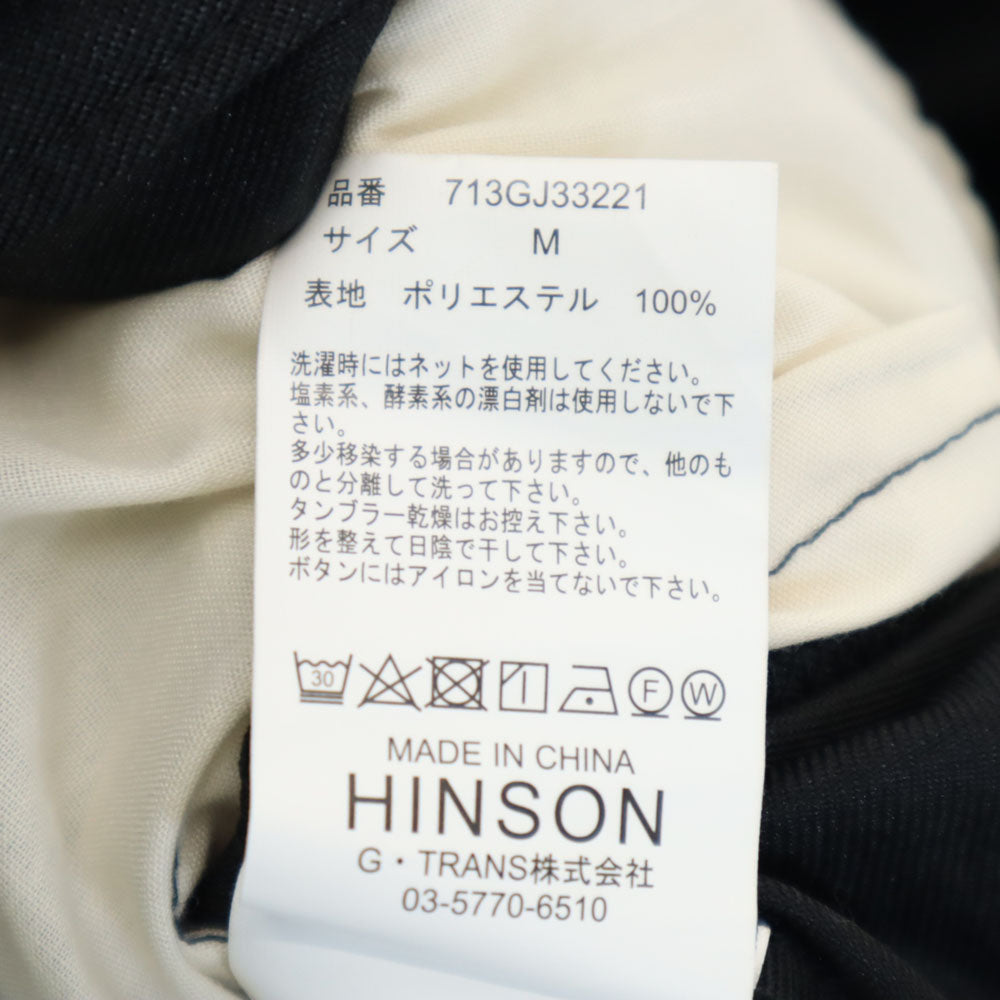 品番 713GJ33221
サイズ M
表地 ポリエステル 100%
洗濯時にはネットを使用してください。
塩素系、酵素系の漂白剤は使用しないで下
さい。
多少移染する場合がありますので、他のも
のと分離して洗って下さい。
タンブラー乾燥はお控え下さい。
形を整えて日陰で干して下さい。
ボタンにはアイロンを当てないで下さい。
30 F W
MADE IN CHINA
HINSON
G・TRANS株式会社
03-5770-6510